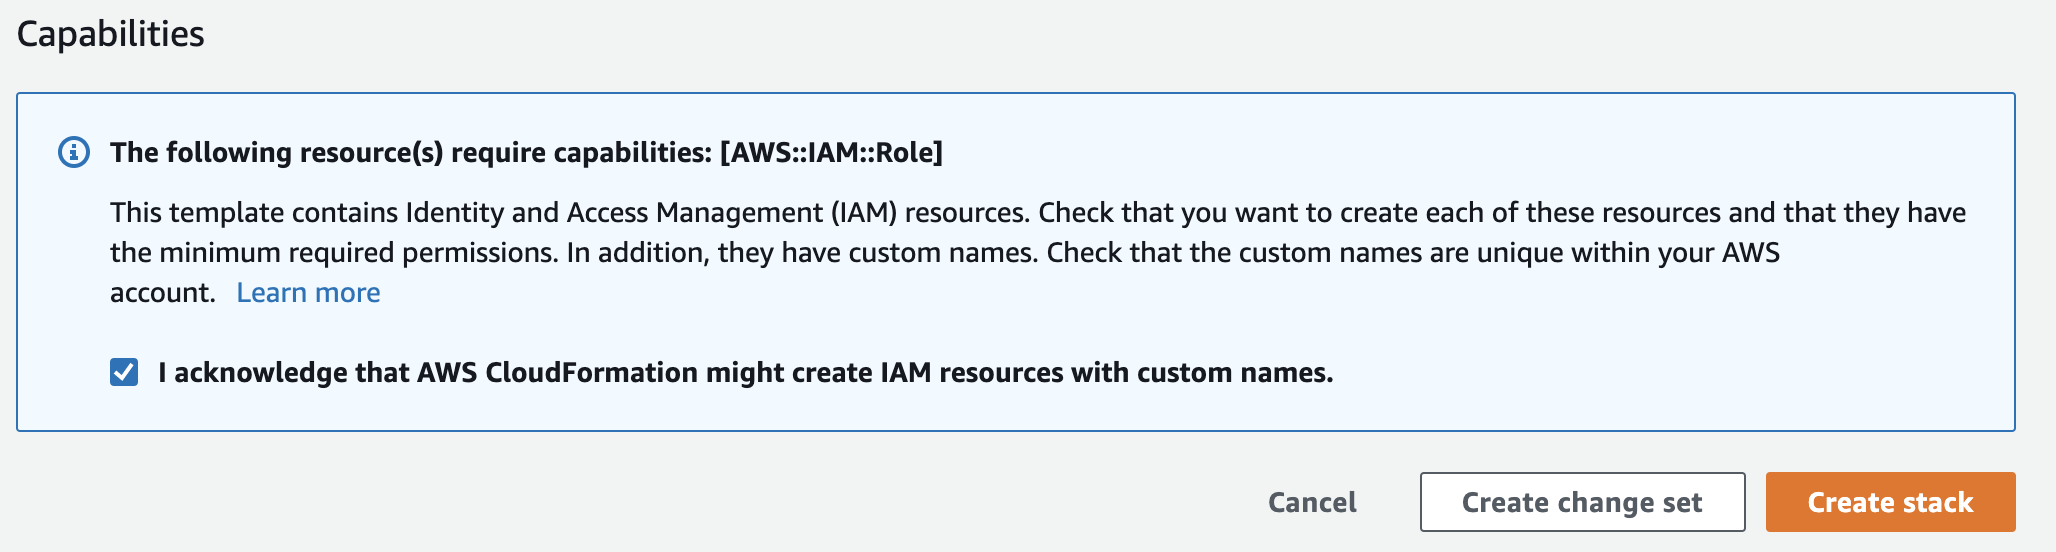 Capabilities
The following resource(s) require capabilities: [AWS::IAM::Role]
This template contains Identity and Access Management (IAM) resources. Check that you want to create each of these resources and that they have
the minimum required permissions. In addition, they have custom names. Check that the custom names are unique within your AWS
account. Learn more
I acknowledge that AWS CloudFormation might create IAM resources with custom names.
Cancel Create change set Create stack